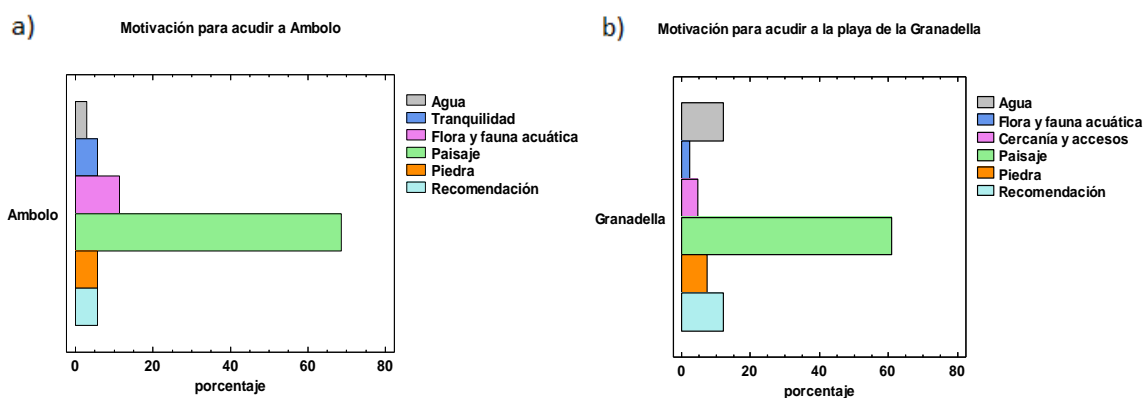 a)
Motivación para acudir a Ambolo
Agua
Tranquilidad
Flora y fauna acuática
Paisaje
Piedra
Recomendación
Ambolo
0 20 40 60 80
porcentaje
b)
Motivación para acudir a la playa de la Granadella
Agua
Flora y fauna acuática
Cercanía y accesos
Paisaje
Piedra
Recomendación
Granadella
0 20 40 60 80
porcentaje